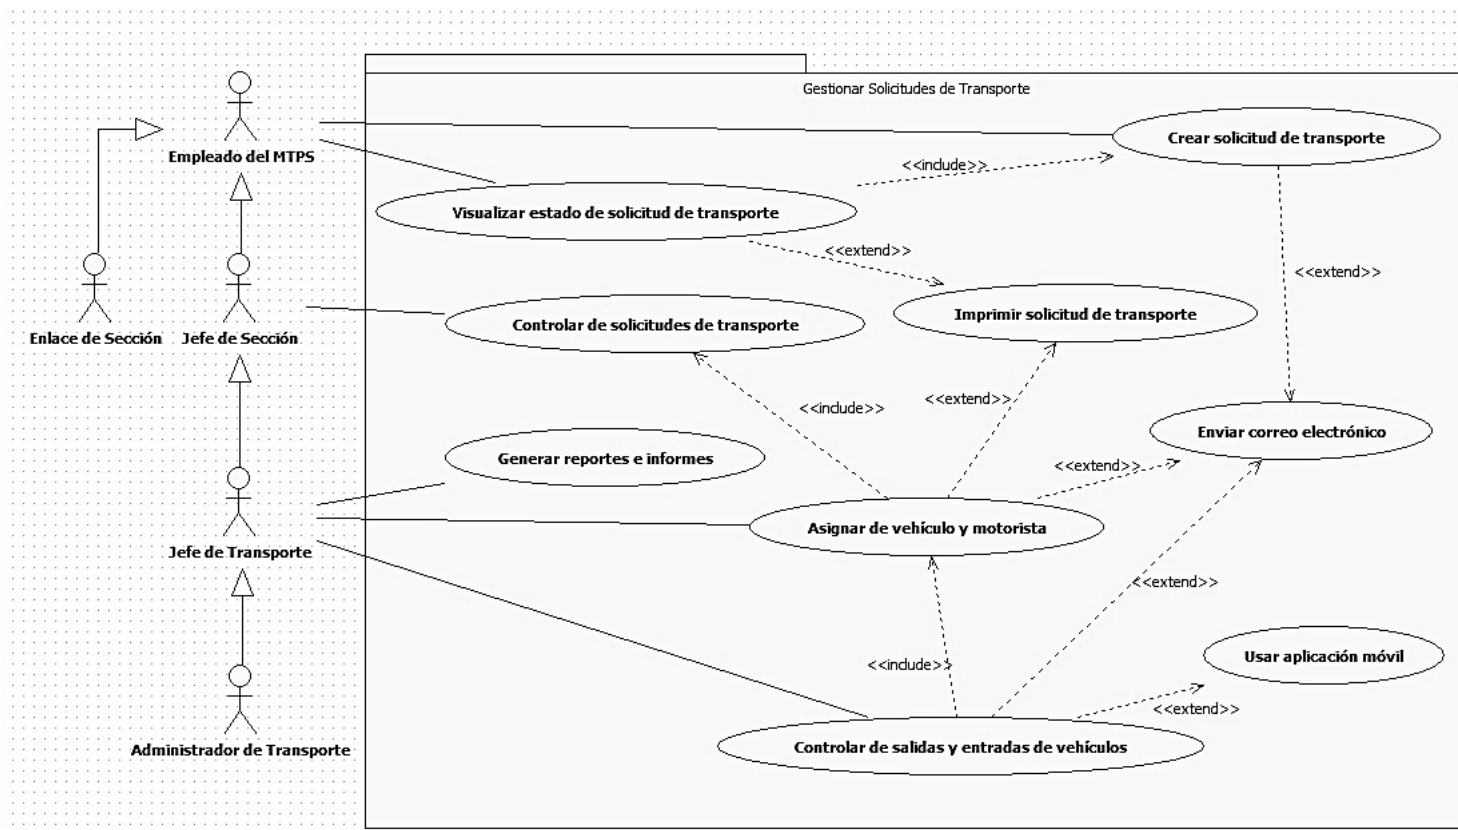 Gestionar Solicitudes de Transporte
Crear solicitud de transporte
Empleado del MTPS
<<include>>
Visualizar estado de solicitud de transporte
<<extend>>
<<extend>>
Imprimir solicitud de transporte
Controlar de solicitudes de transporte
Enlace de Sección
Jefe de Sección
<<extend>>
<<include>>
Enviar correo electrónico
Generar reportes e informes
<<extend>>
Asignar de vehículo y motorista
Jefe de Transporte
<<extend>>
Usar aplicación móvil
<<include>>
<<extend>>
Controlar de salidas y entradas de vehículos
Administrador de Transporte